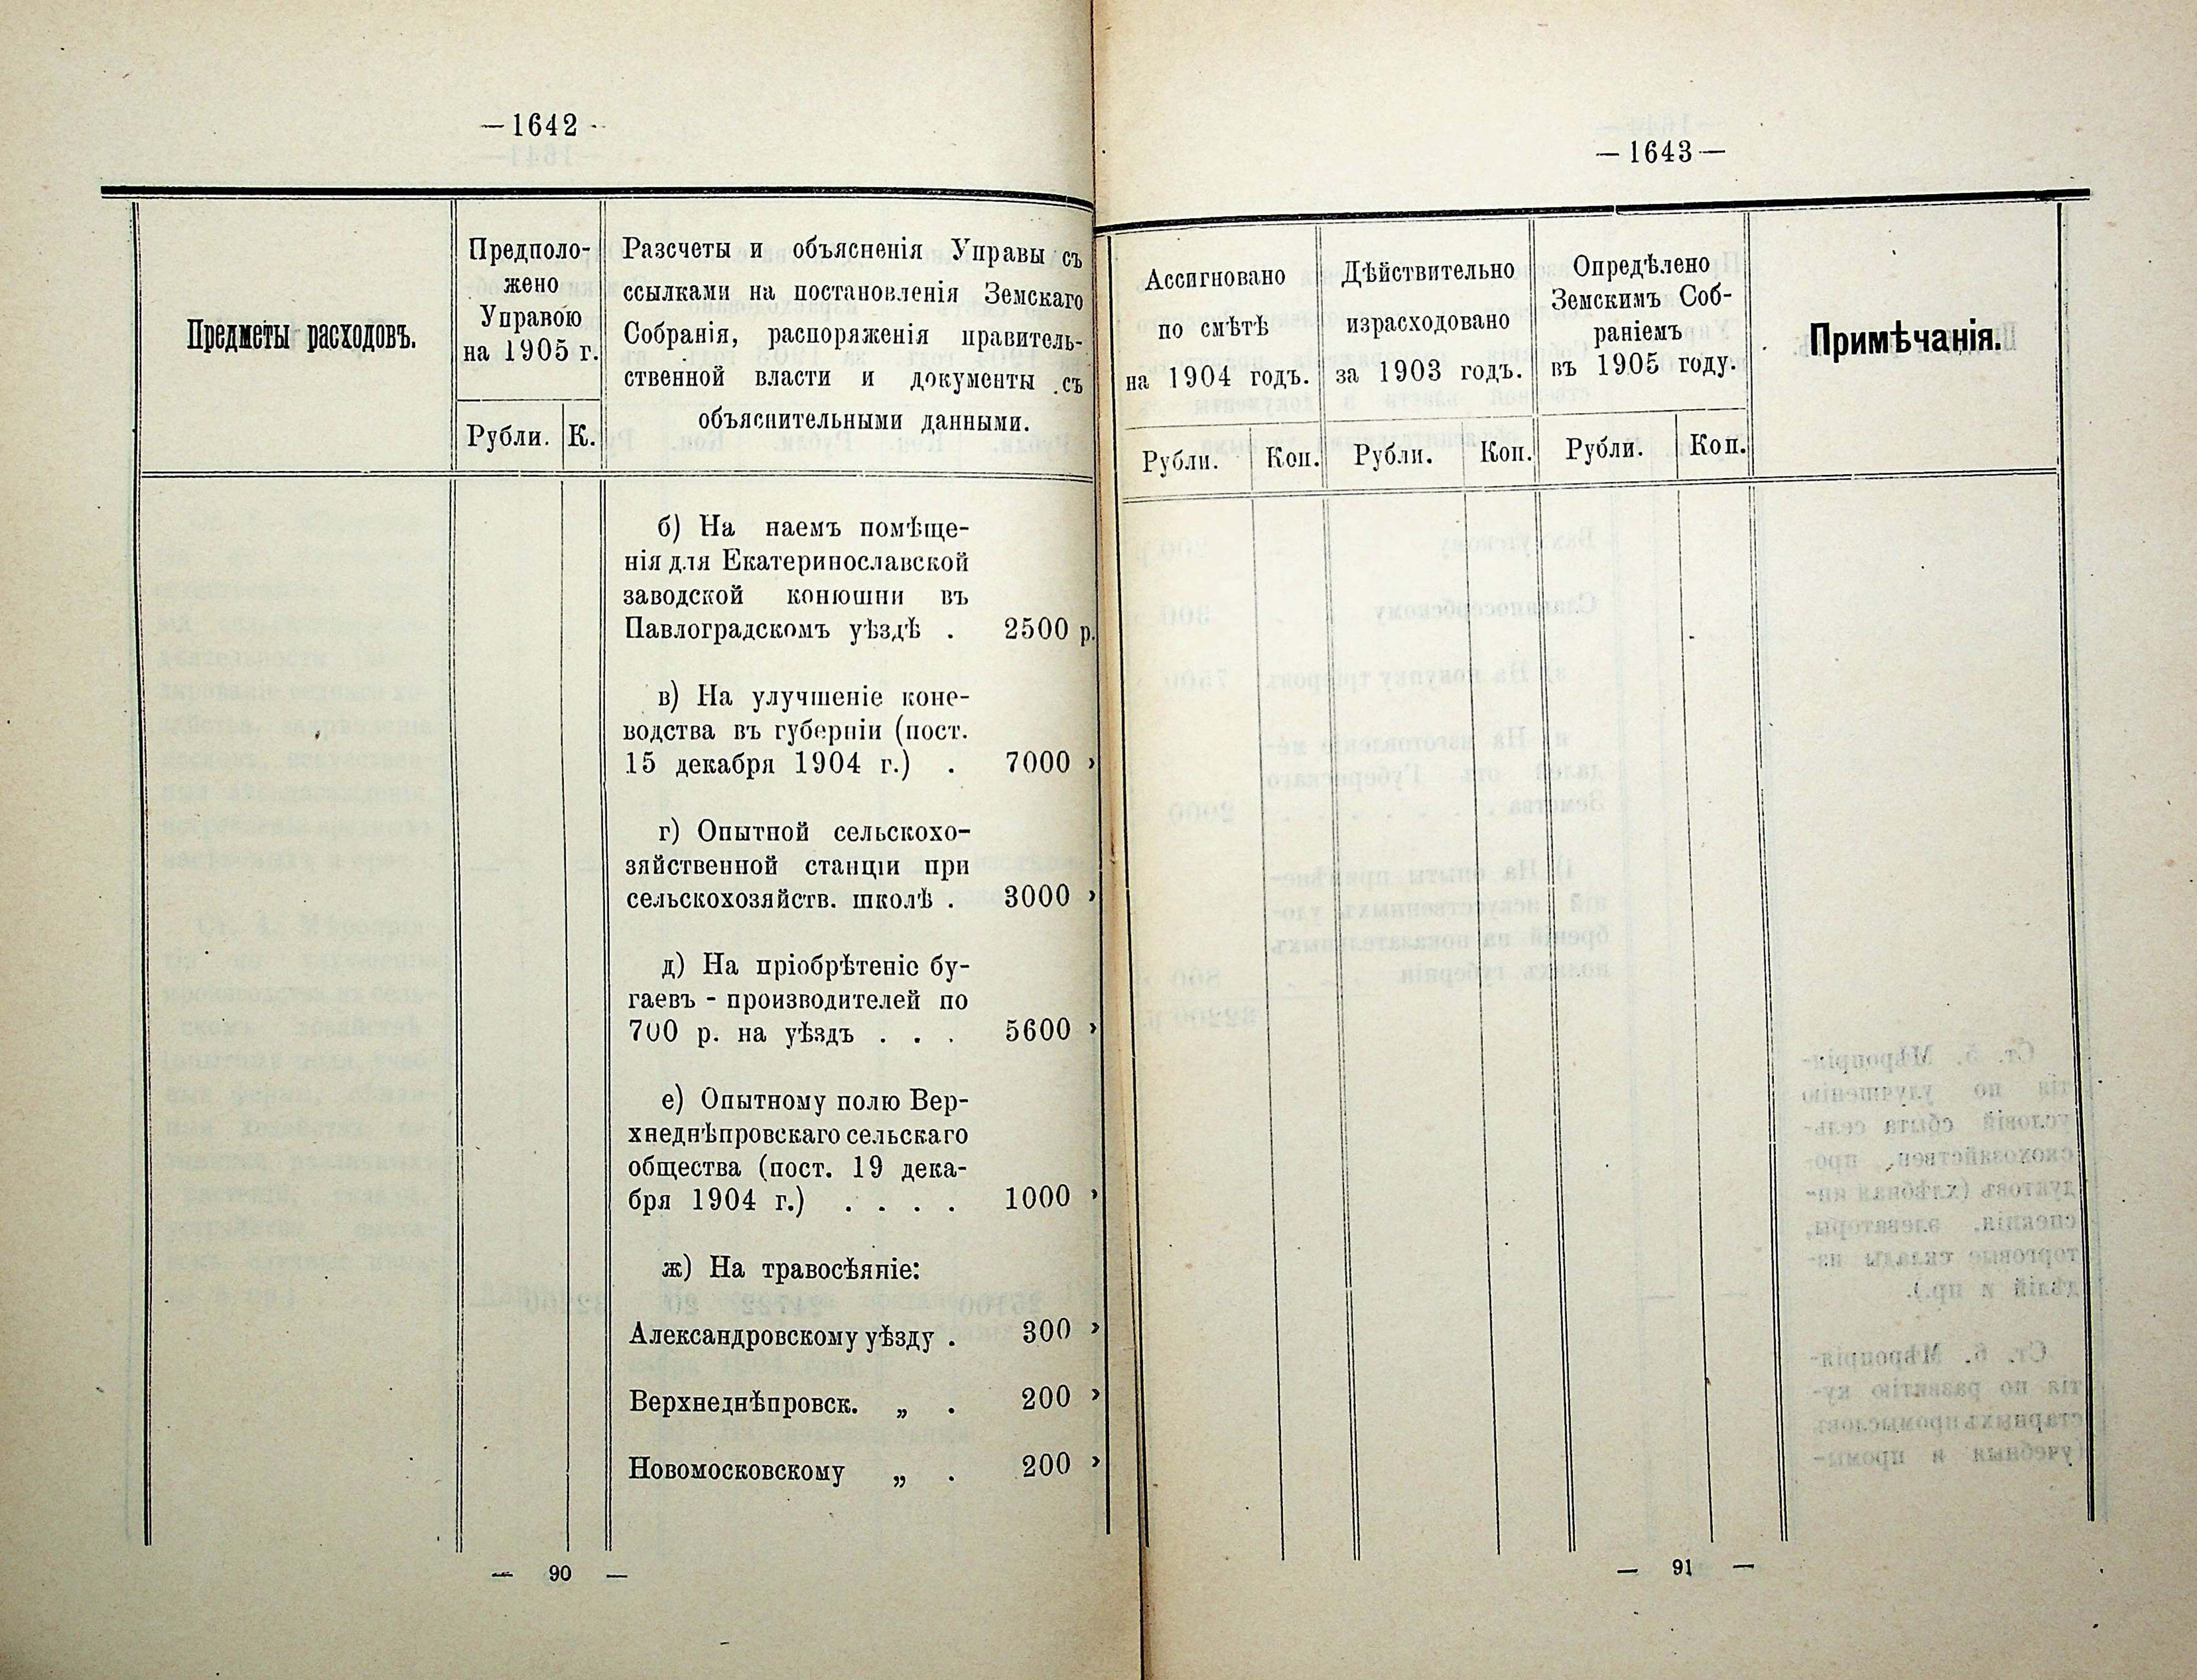 —1642—
Предметы расходовъ.
Предполо-
жено
Управою
на 1905 г.
Рубли. К.
Разсчеты и объясненія Управы съ
ссылками на постановленія Земскаго
Собранія, распоряженія правитель-
ственной власти и документы съ
объяснительными данными.
б) На наемъ помѣще-
нія для Екатеринославской
заводской конюшни въ
Павлоградскомъ уѣздѣ . 2500 р.
в) На улучшеніе коне-
водства въ губерніи (пост.
15 декабря 1904 г.) . 7000 »
г) Опытной сельскохо-
зяйственной станціи при
сельскохозяйств. школѣ . 3000 »
д) На пріобрѣтеніе бу-
гаевъ - производителей по
700 р. на уѣздъ . . . 5600 »
е) Опытному полю Вер-
хнеднѣпровскаго сельскаго
общества (пост. 19 дека-
бря 1904 г.) . . . . 1000 »
ж) На травосѣяніе:
Александровскому уѣзду . 300 »
Верхнеднѣпровск. „ . 200 »
Новомосковскому „ . 200 »
— 90 —
—1643—
Ассигновано
по смѣтѣ
на 1904 годъ.
Рубли. Коп.
Дѣйствительно
израсходовано
за 1903 годъ.
Рубли. Коп.
Опредѣлено
Земскимъ Соб-
раніемъ
въ 1905 году.
Рубли. Коп.
Примѣчанія.
— 91 —